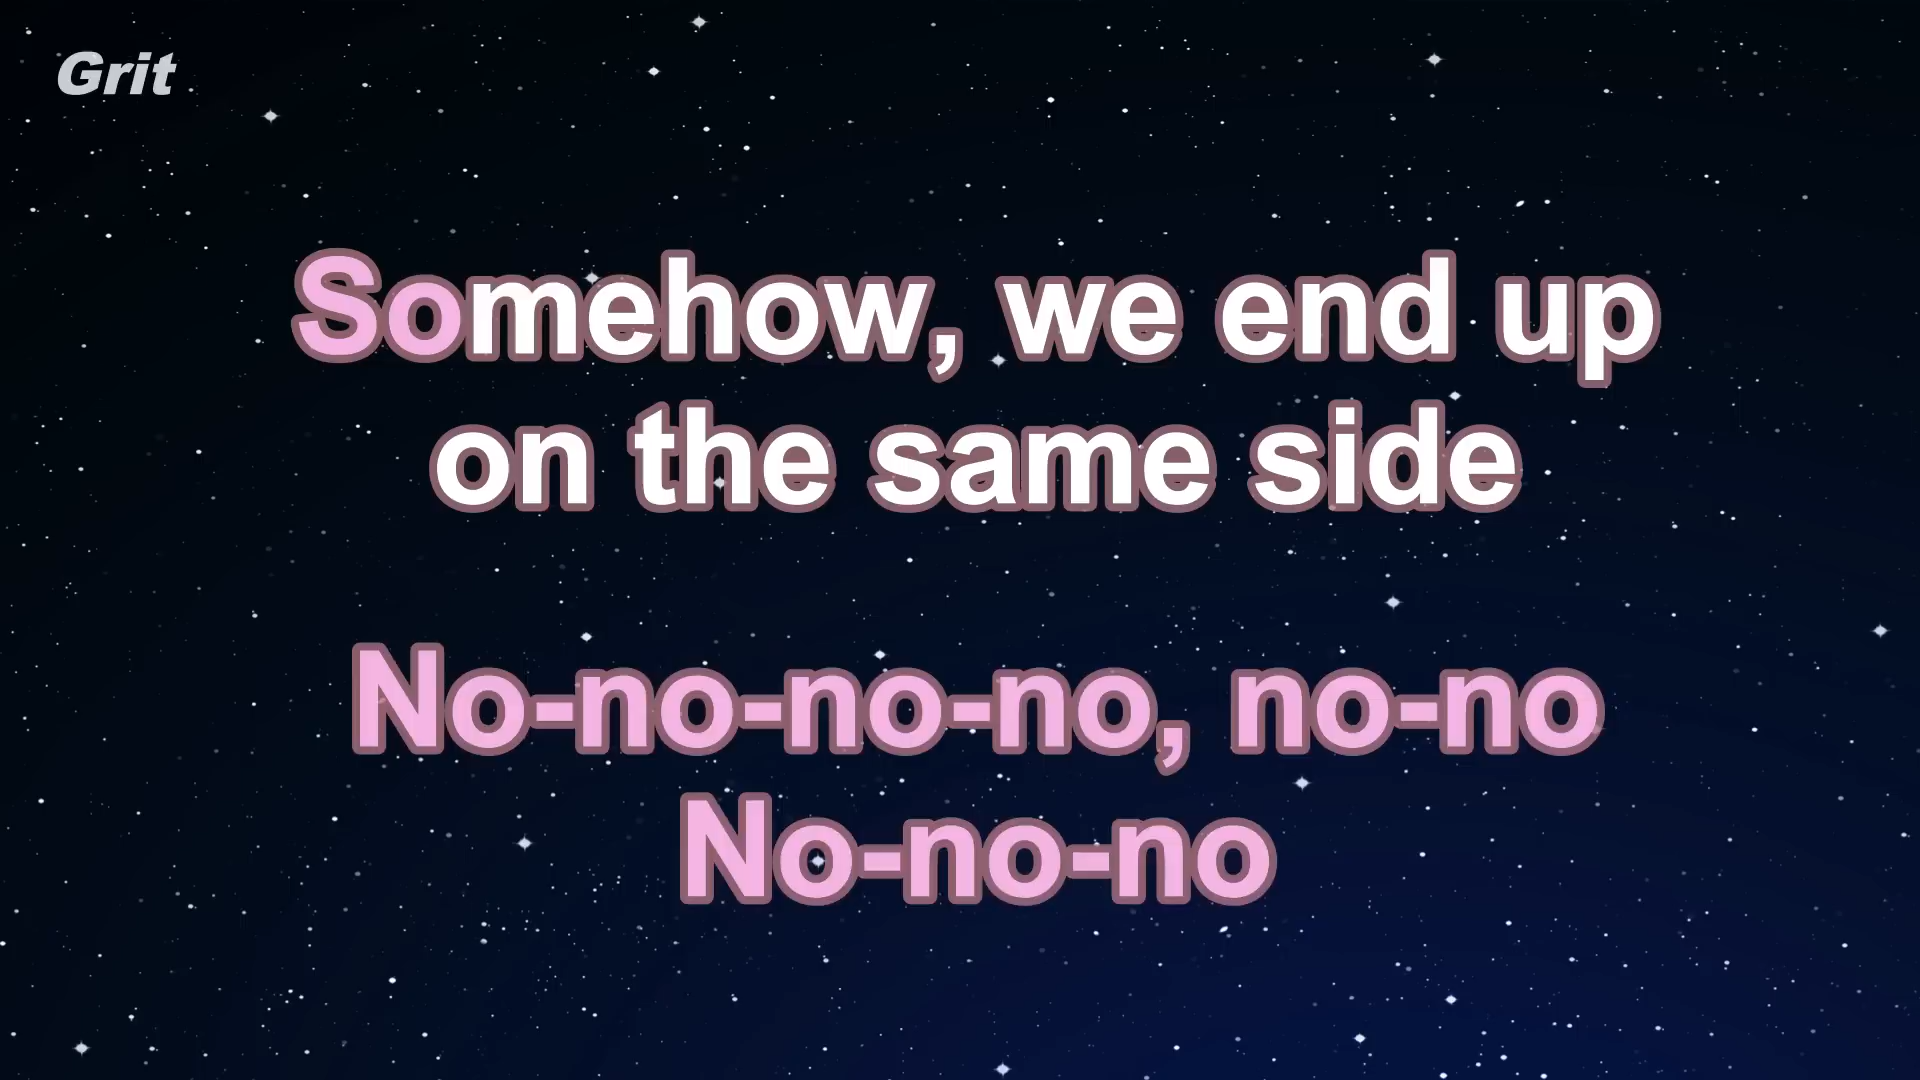 Grit
Somehow, we end up
on the same side
No-no-no-no, no-no
No-no-no